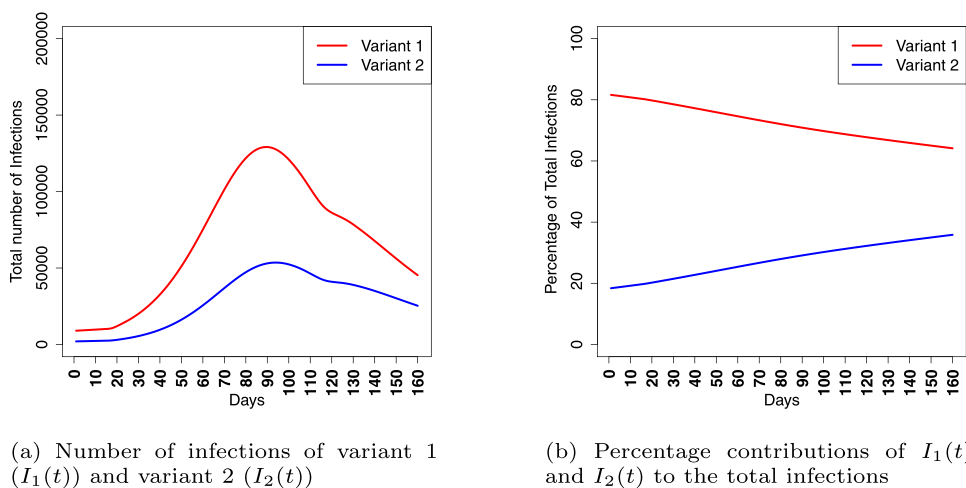 Total number of Infections
200000
150000
100000
50000
0
Variant 1
Variant 2
0 10 20 30 40 50 60 70 80 90 100 110 120 130 140 150 160
Days
(a) Number of infections of variant 1
(I₁(t)) and variant 2 (I₂(t))
Percentage of Total Infections
100
80
60
40
20
0
Variant 1
Variant 2
0 10 20 30 40 50 60 70 80 90 100 110 120 130 140 150 160
Days
(b) Percentage contributions of I₁(t)
and I₂(t) to the total infections